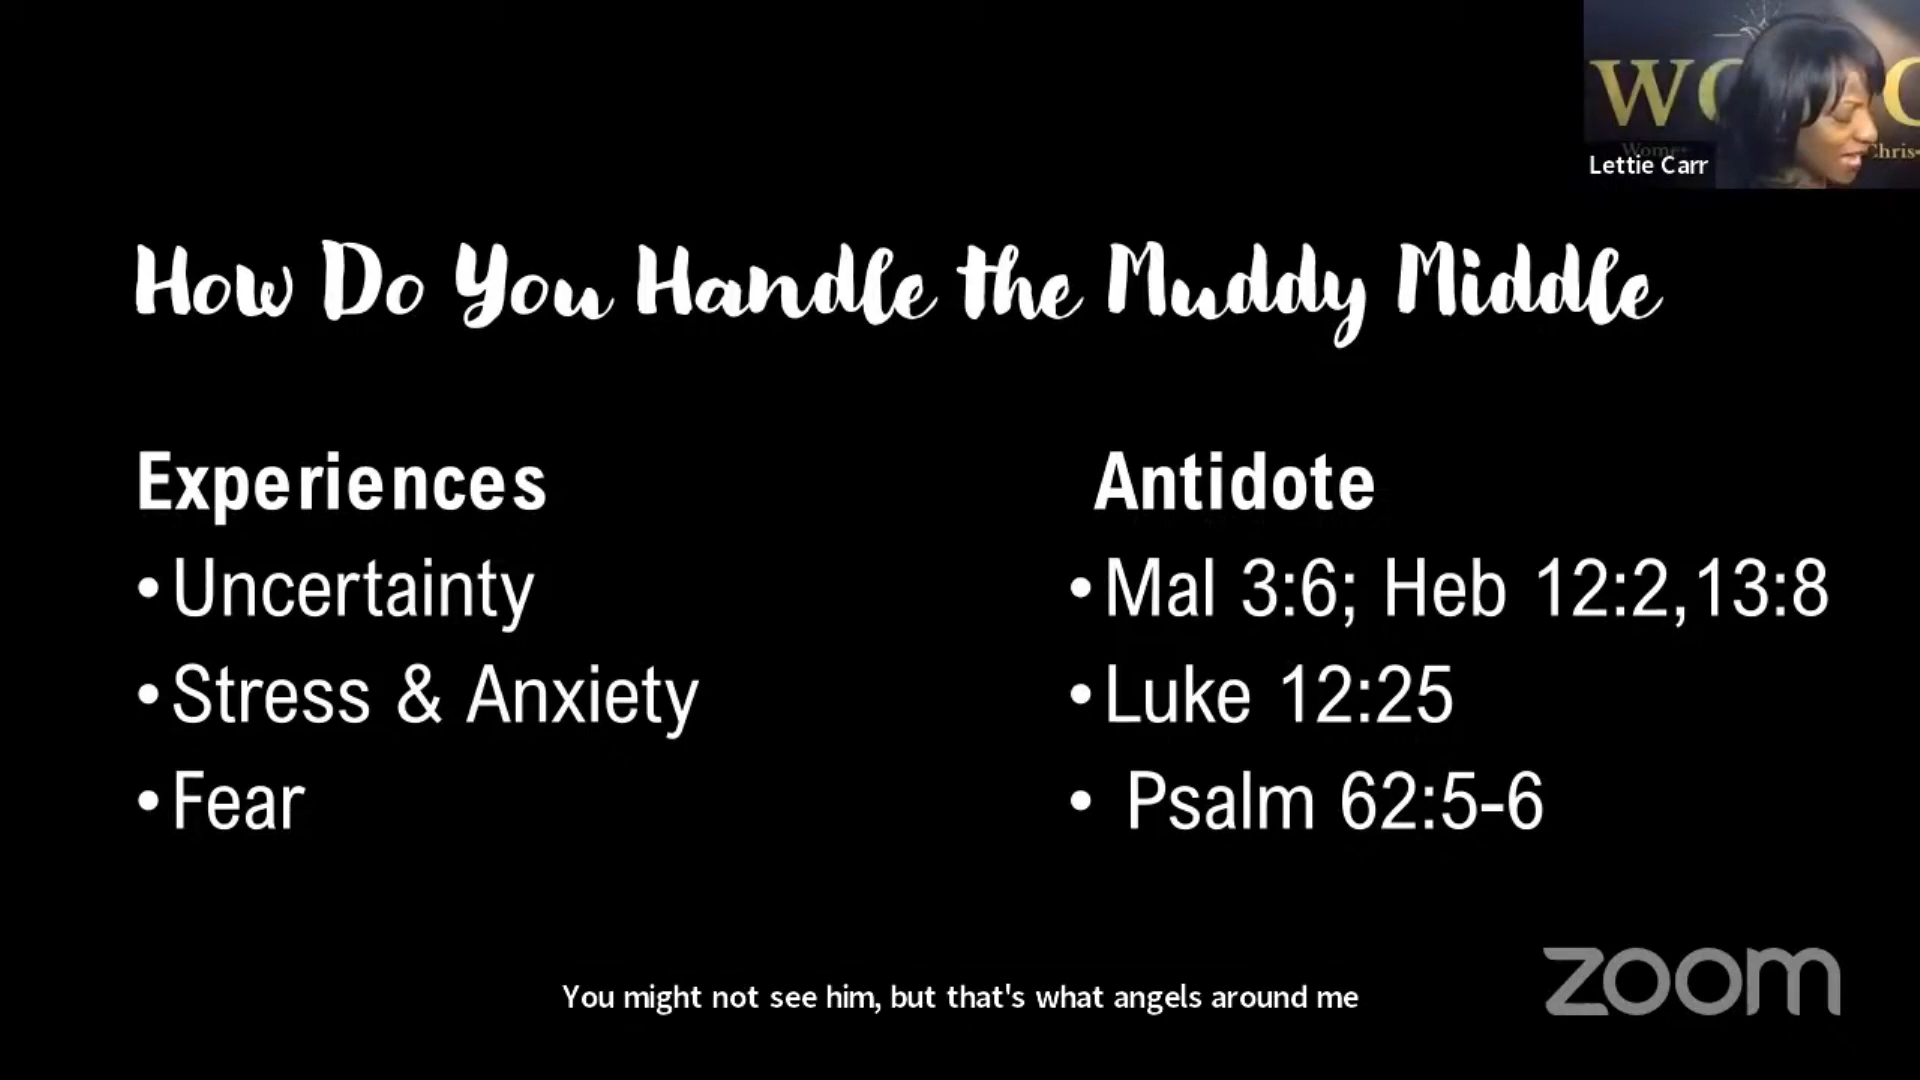 WO
Lettie Carr
How Do You Handle the Muddy Middle
Experiences
•Uncertainty
•Stress & Anxiety
•Fear
Antidote
•Mal 3:6; Heb 12:2,13:8
•Luke 12:25
• Psalm 62:5-6
You might not see him, but that's what angels around me
zoom